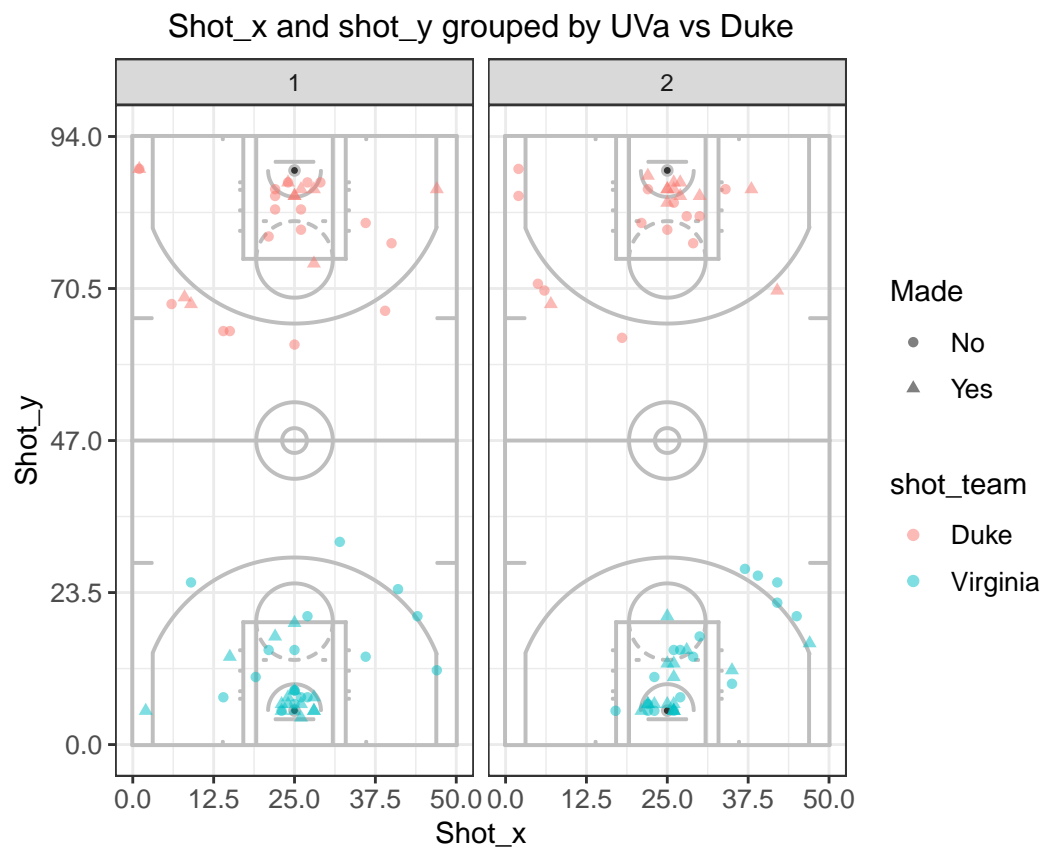 Shot_x and shot_y grouped by UVa vs Duke
1
2
94.0
70.5
47.0
23.5
0.0
Shot_y
0.0 12.5 25.0 37.5 50.0
0.0 12.5 25.0 37.5 50.0
Shot_x
Made
No
Yes
shot_team
Duke
Virginia